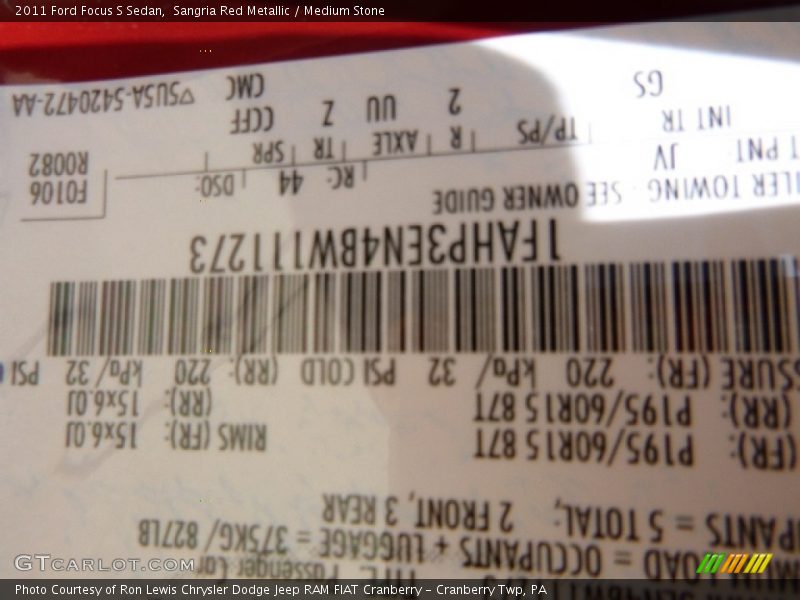 2011 Ford Focus S Sedan, Sangria Red Metallic / Medium Stone
Passenger
OAD = OCCUPANTS + LUGGAGE = 375KG/ 827LB
PANTS = 5 TOTAL; 2 FRONT, 3 REAR
(FR): P195/60R15 87T RIMS (FR): 15x6.0J
(RR): P195/60R15 87T (RR): 15x6.0J
SSURE (FR): 220 kPa/ 32 PSI COLD (RR): 220 kPa/ 32 PSI
1FAHP3EN4BW111273
ILER TOWING - SEE OWNER GUIDE
F0106
R0082
T PNT JV RC: 44 DSO:
INT TR TP/PS R AXLE TR SPR
GS 2 UU Z CCFF CMC
▽5U5A-5420472-AA
GTCARLOT.COM
Photo Courtesy of Ron Lewis Chrysler Dodge Jeep RAM FIAT Cranberry – Cranberry Twp, PA